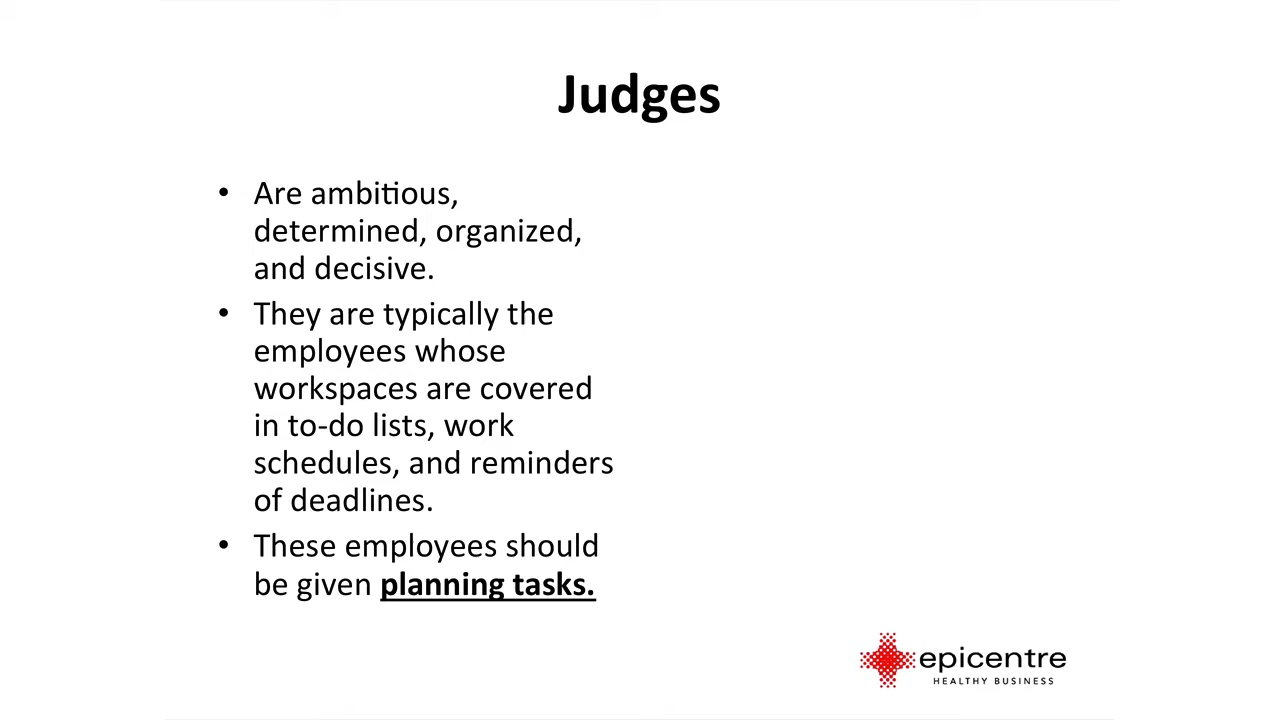 Judges
• Are ambitious,
determined, organized,
and decisive.
• They are typically the
employees whose
workspaces are covered
in to-do lists, work
schedules, and reminders
of deadlines.
• These employees should
be given planning tasks.
epicentre
HEALTHY BUSINESS